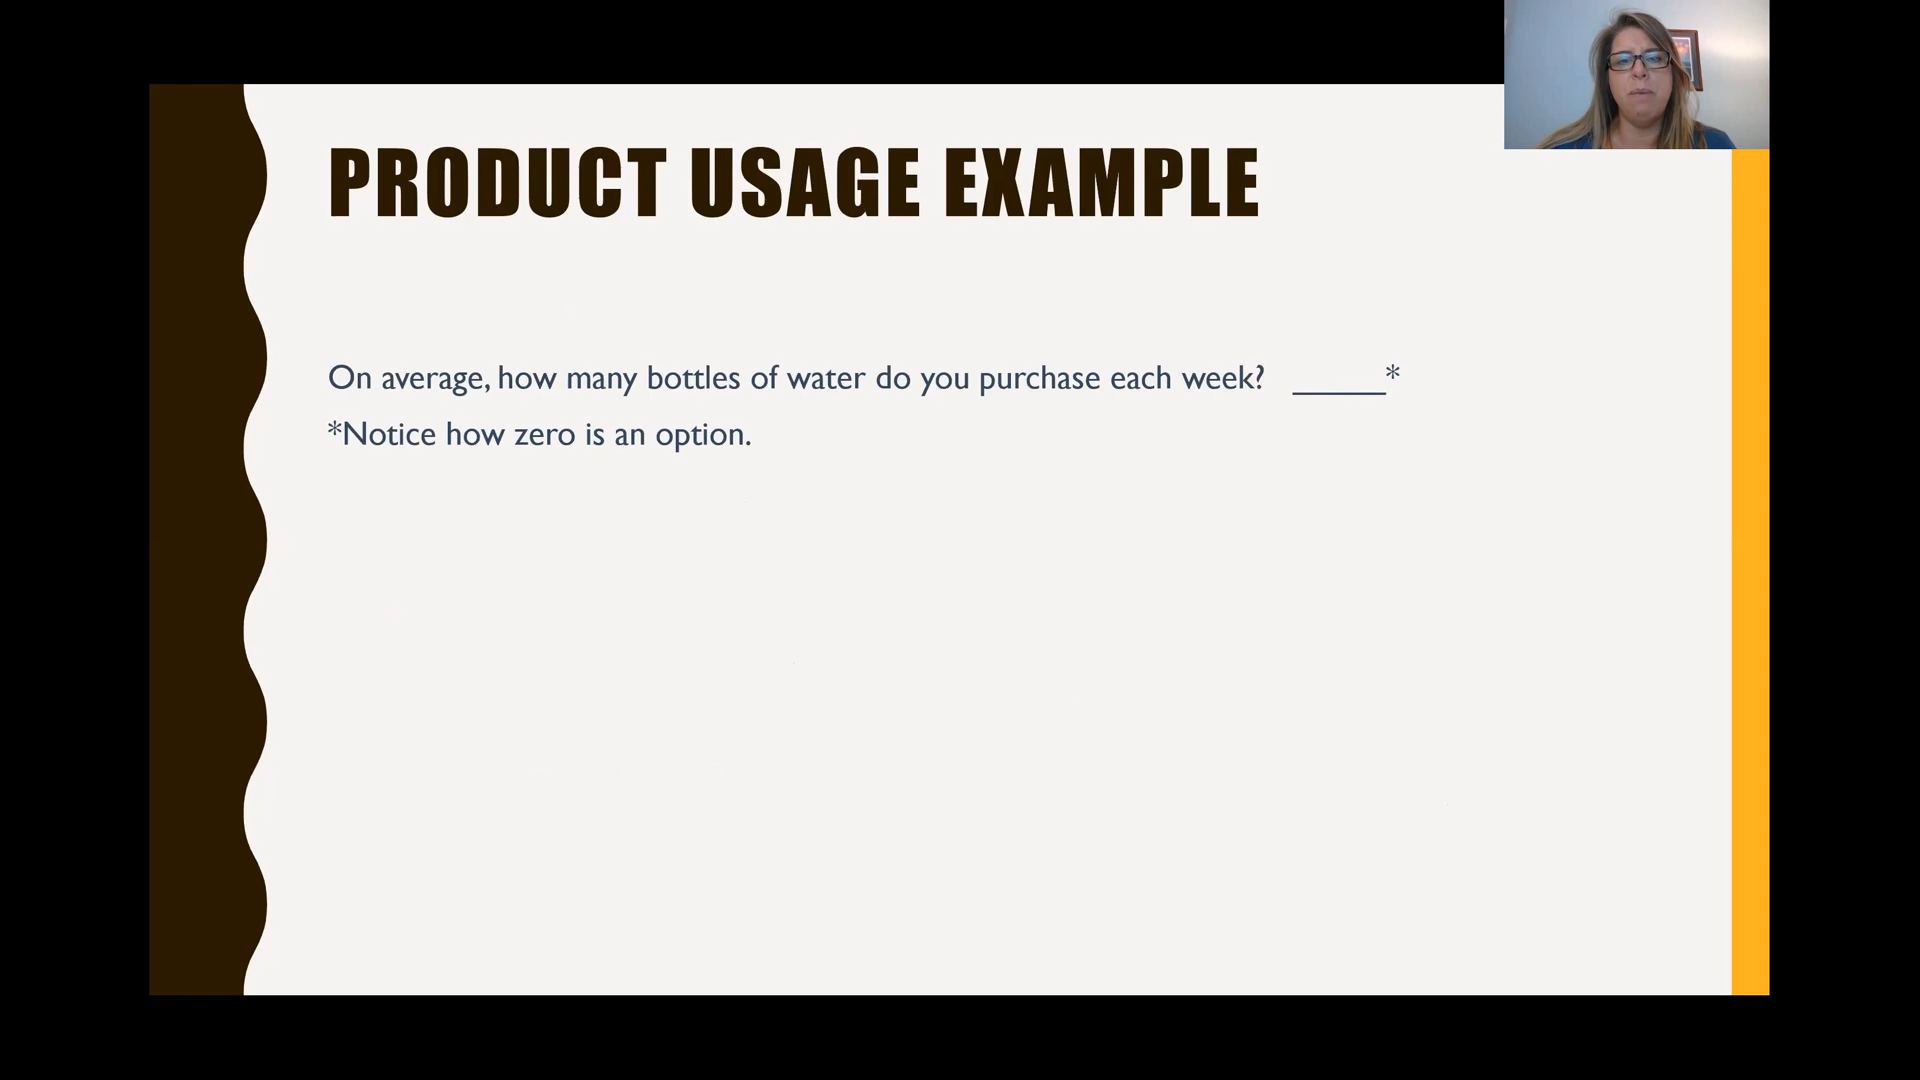 PRODUCT USAGE EXAMPLE
On average, how many bottles of water do you purchase each week? ______*
*Notice how zero is an option.